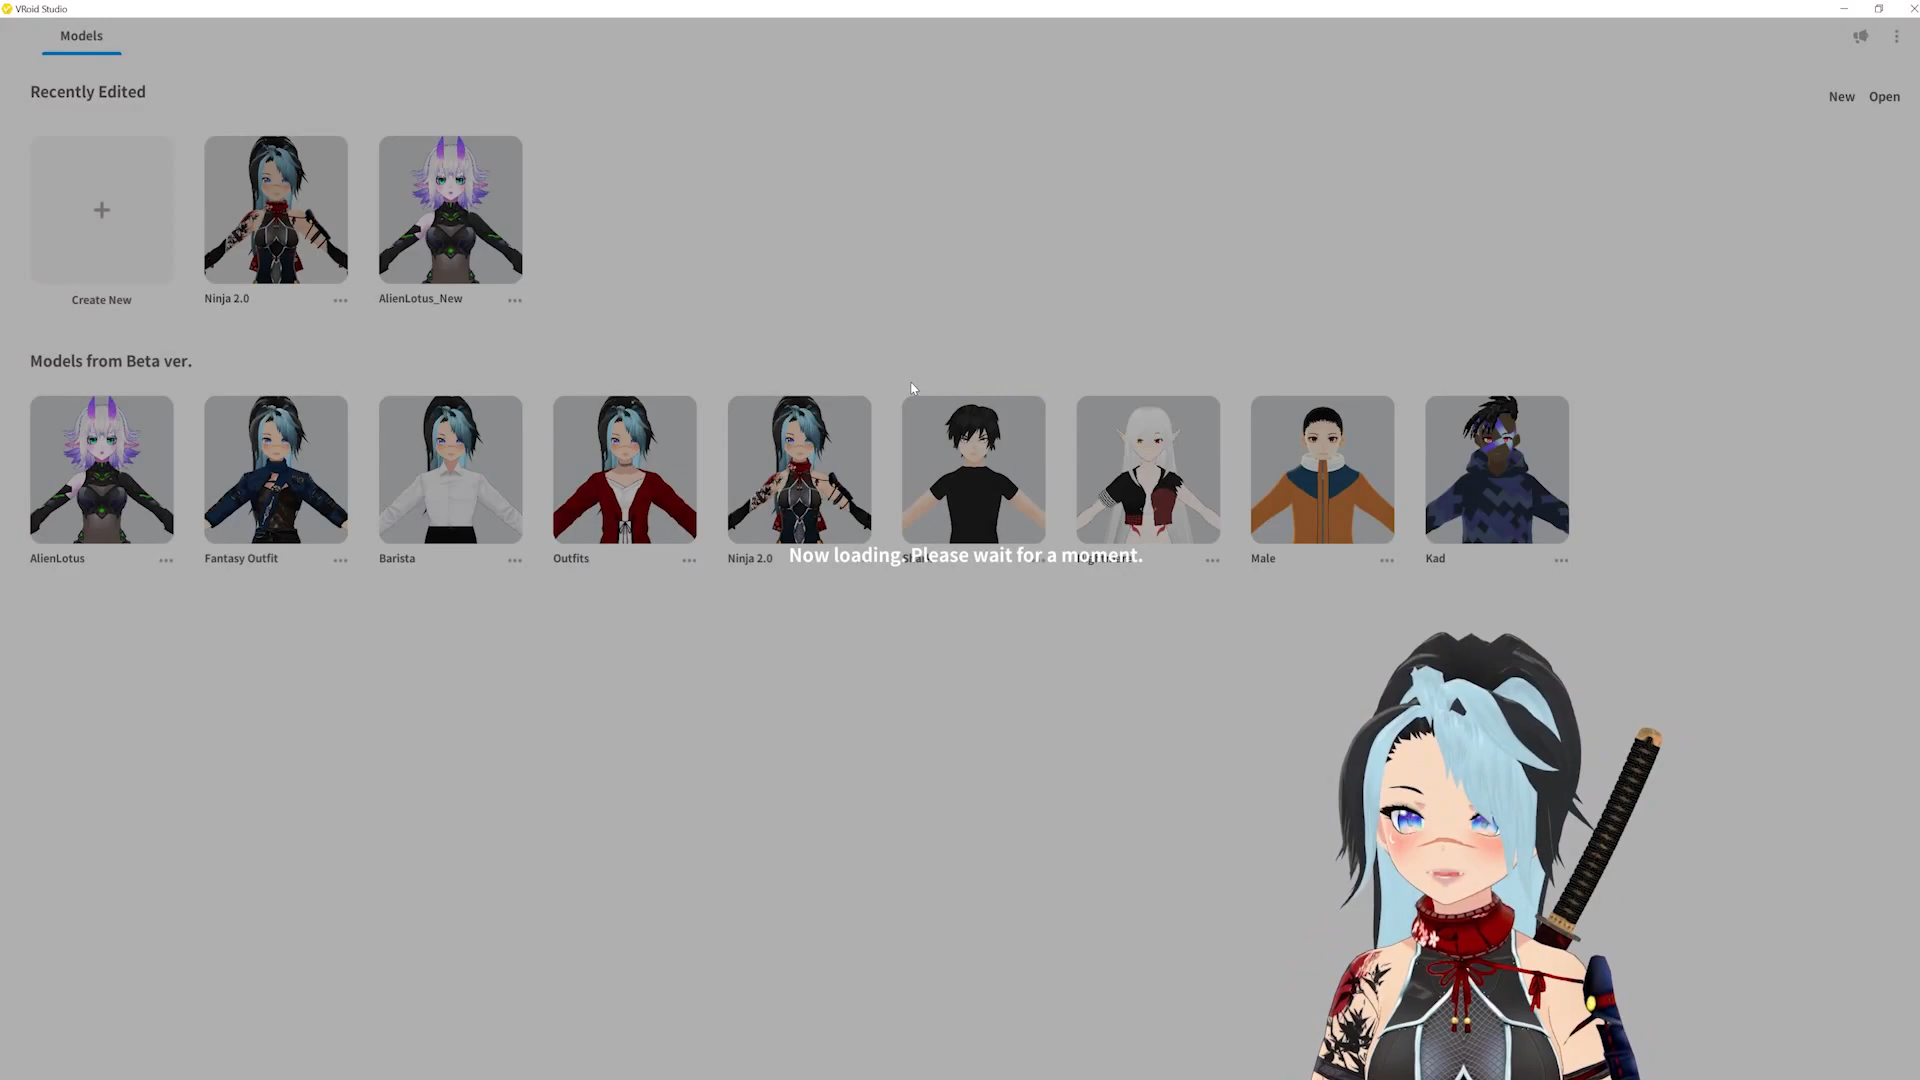 VRoid Studio
Models
Recently Edited
New Open
Create New
Ninja 2.0
AlienLotus_New
Models from Beta ver.
AlienLotus
Fantasy Outfit
Barista
Outfits
Ninja 2.0
Male
Kad
Now loading. Please wait for a moment.